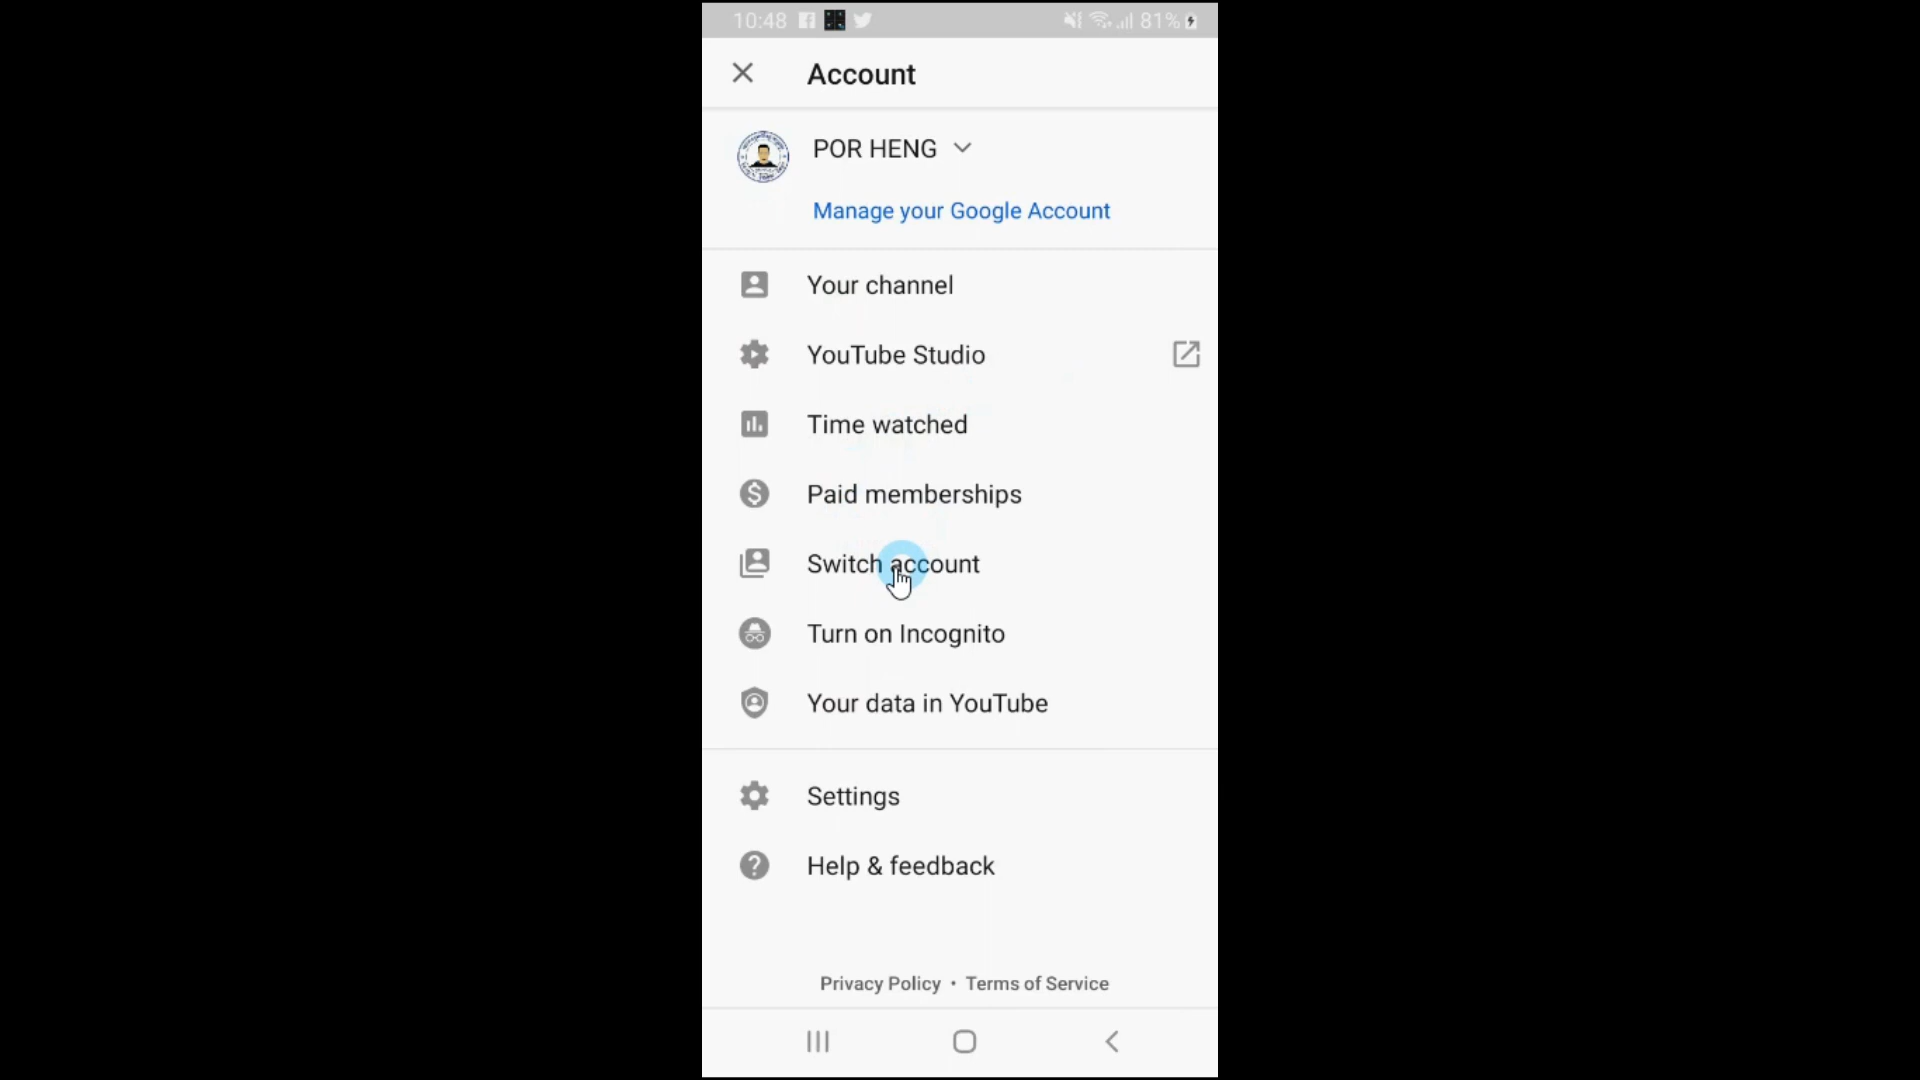 10:48 81%
Account
POR HENG
Manage your Google Account
Your channel
YouTube Studio
Time watched
Paid memberships
Switch account
Turn on Incognito
Your data in YouTube
Settings
Help & feedback
Privacy Policy • Terms of Service